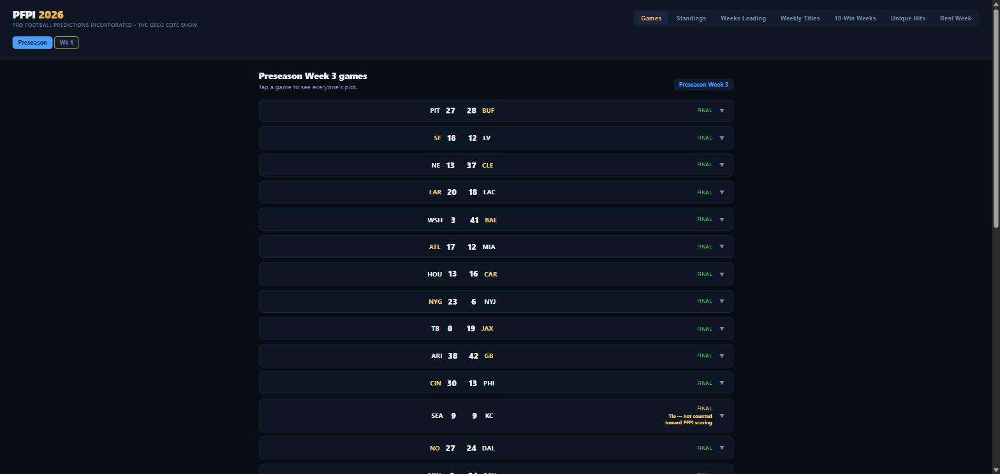 PFPI 2026
PRO FOOTBALL PREDICTIONS INCORPORATED • THE GREG COTE SHOW
Games Standings Weeks Leading Weekly Titles 10-Win Weeks Unique Hits Best Week
Preseason Wk 1
Preseason Week 3 games
Tap a game to see everyone's pick.
Preseason Week 3
PIT 27 28 BUF FINAL ▼
SF 18 12 LV FINAL ▼
NE 13 37 CLE FINAL ▼
LAR 20 18 LAC FINAL ▼
WSH 3 41 BAL FINAL ▼
ATL 17 12 MIA FINAL ▼
HOU 13 16 CAR FINAL ▼
NYG 23 6 NYJ FINAL ▼
TB 0 19 JAX FINAL ▼
ARI 38 42 GB FINAL ▼
CIN 30 13 PHI FINAL ▼
FINAL
SEA 9 9 KC Tie — not counted ▼
toward PFPI scoring
NO 27 24 DAL FINAL ▼